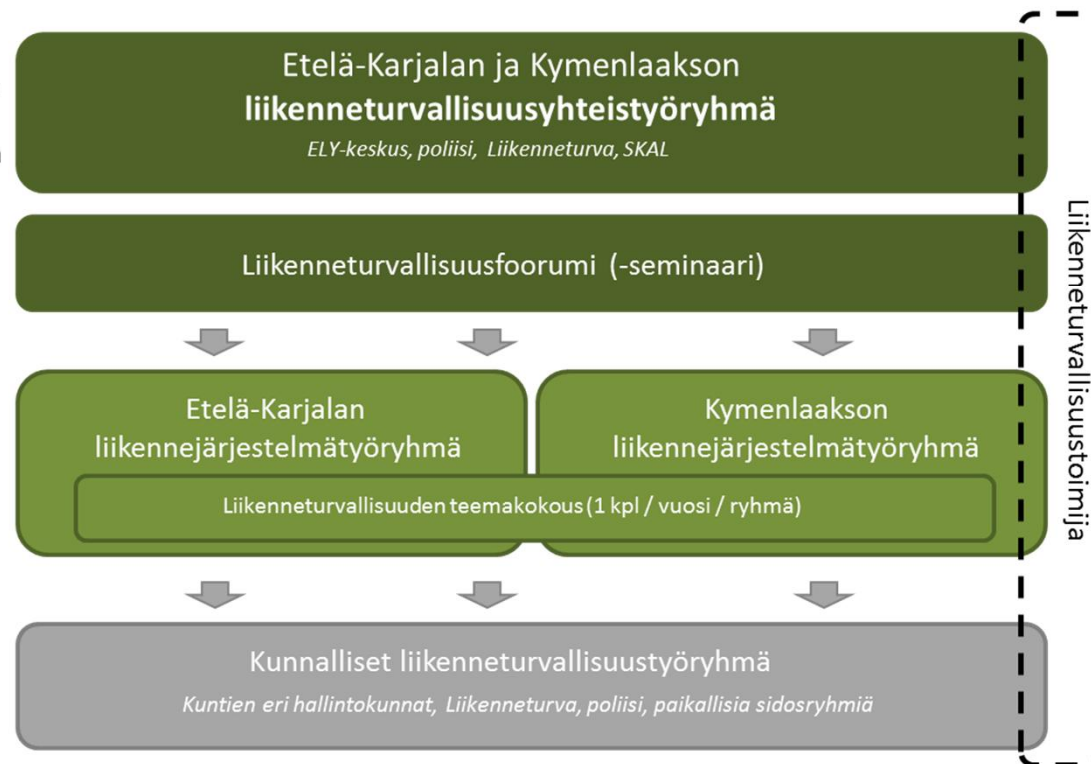 Etelä-Karjalan ja Kymenlaakson
liikenneturvallisuusyhteistyöryhmä
ELY-keskus, poliisi, Liikenneturva, SKAL
Liikenneturvallisuusfoorumi (-seminaari)
Etelä-Karjalan
liikennejärjestelmätyöryhmä
Kymenlaakson
liikennejärjestelmätyöryhmä
Liikenneturvallisuuden teemakokous (1 kpl / vuosi / ryhmä)
Kunnalliset liikenneturvallisuustyöryhmä
Kuntien eri hallintokunnat, Liikenneturva, poliisi, paikallisia sidosryhmiä
Liikenneturvallisuustoimija